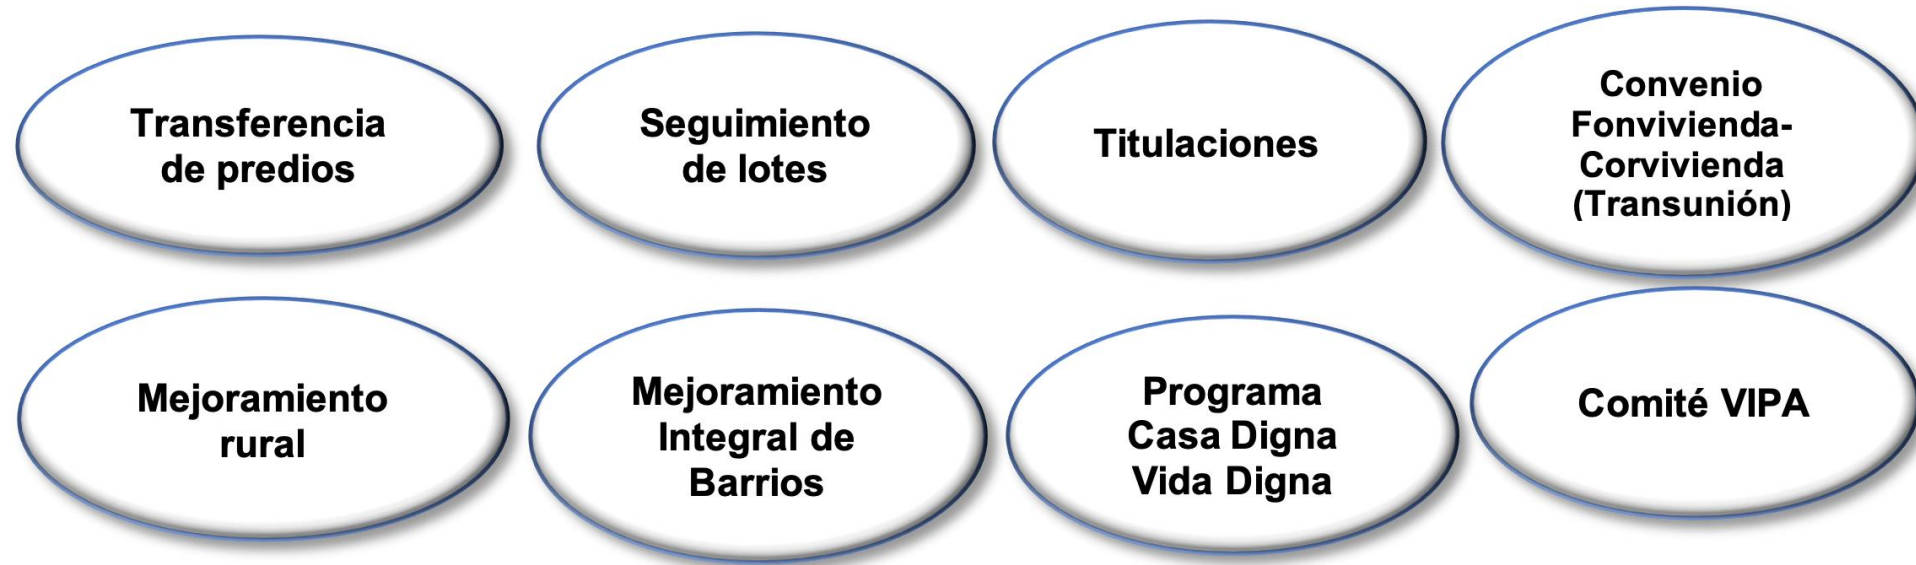 Transferencia
de predios
Seguimiento
de lotes
Titulaciones
Convenio
Fonvivienda-
Corvivienda
(Transunión)
Mejoramiento
rural
Mejoramiento
Integral de
Barrios
Programa
Casa Digna
Vida Digna
Comité VIPA